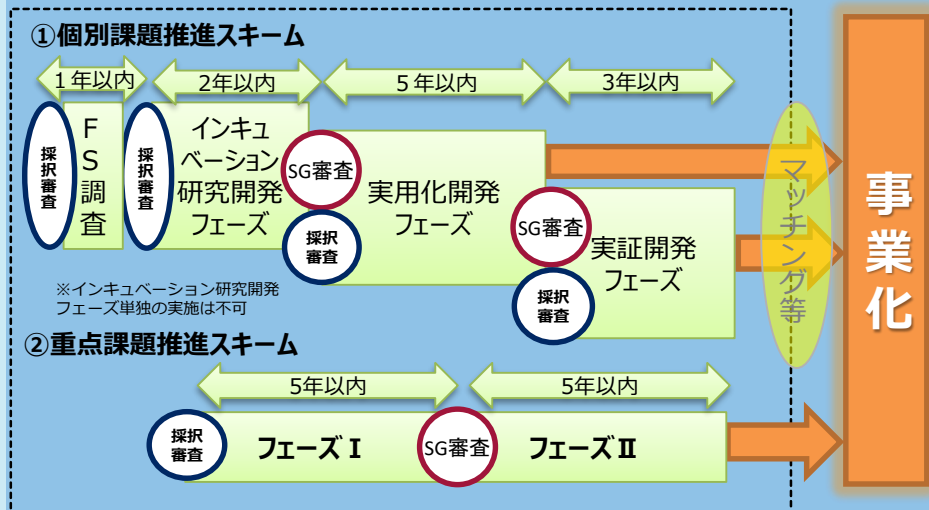 ①個別課題推進スキーム
1年以内
2年以内
5年以内
3年以内
採択
審査
FS調査
採択
審査
インキュ
ベーション
研究開発
フェーズ
SG審査
採択
審査
実用化開発
フェーズ
SG審査
採択
審査
実証開発
フェーズ
マッチング等
事業化
※インキュベーション研究開発
フェーズ単独の実施は不可
②重点課題推進スキーム
5年以内
5年以内
採択
審査
フェーズⅠ
SG審査
フェーズⅡ